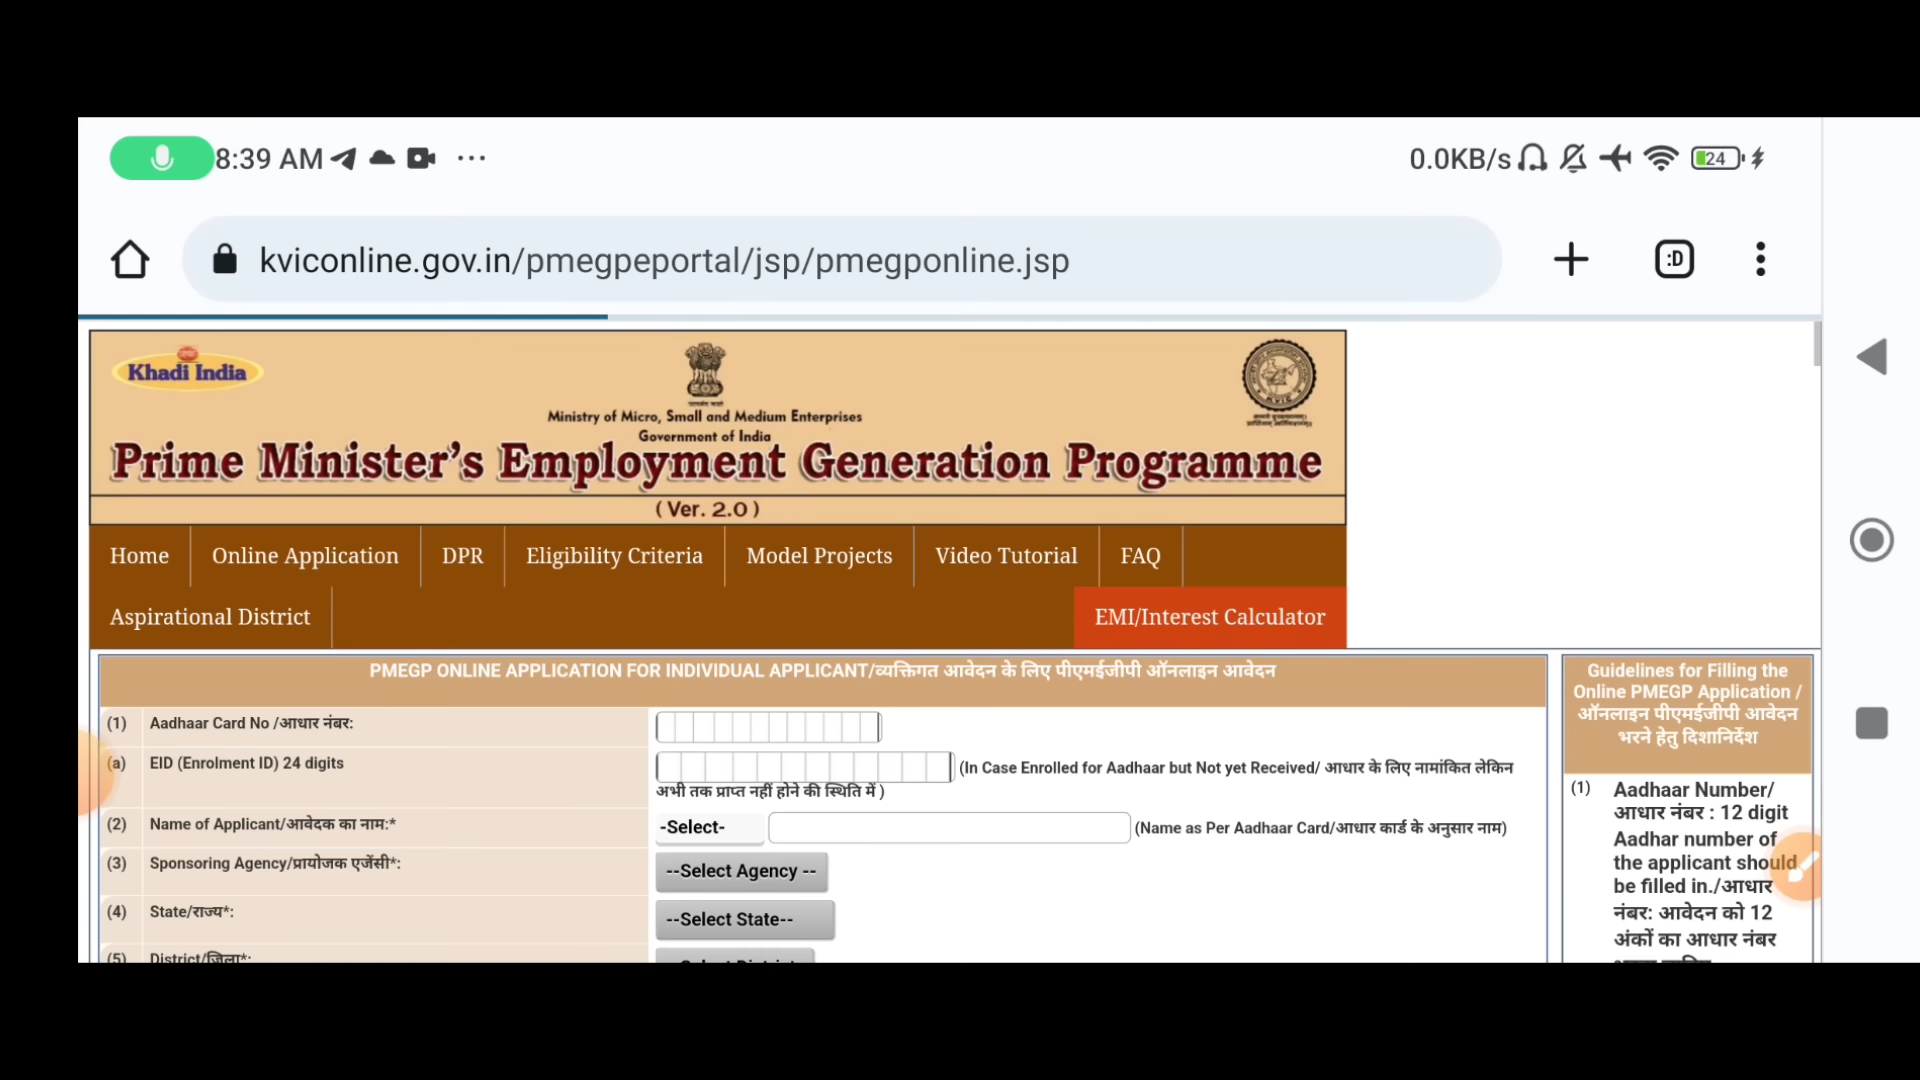 8:39 AM ...
0.0KB/s 24
kviconline.gov.in/pmegpeportal/jsp/pmegponline.jsp
:D
Khadi India
Ministry of Micro, Small and Medium Enterprises
Government of India
Prime Minister's Employment Generation Programme
( Ver. 2.0 )
Home Online Application DPR Eligibility Criteria Model Projects Video Tutorial FAQ
Aspirational District EMI/Interest Calculator
PMEGP ONLINE APPLICATION FOR INDIVIDUAL APPLICANT/व्यक्तिगत आवेदन के लिए पीएमईजीपी ऑनलाइन आवेदन
(1) Aadhaar Card No /आधार नंबर:
(a) EID (Enrolment ID) 24 digits (In Case Enrolled for Aadhaar but Not yet Received/ आधार के लिए नामांकित लेकिन
अभी तक प्राप्त नहीं होने की स्थिति में )
(2) Name of Applicant/आवेदक का नाम:* -Select- (Name as Per Aadhaar Card/आधार कार्ड के अनुसार नाम)
(3) Sponsoring Agency/प्रायोजक एजेंसी*: --Select Agency --
(4) State/राज्य*: --Select State--
(5) District/जिला*:
Guidelines for Filling the
Online PMEGP Application /
ऑनलाइन पीएमईजीपी आवेदन
भरने हेतु दिशानिर्देश
(1) Aadhaar Number/
आधार नंबर : 12 digit
Aadhar number of
the applicant should
be filled in./आधार
नंबर: आवेदन को 12
अंकों का आधार नंबर